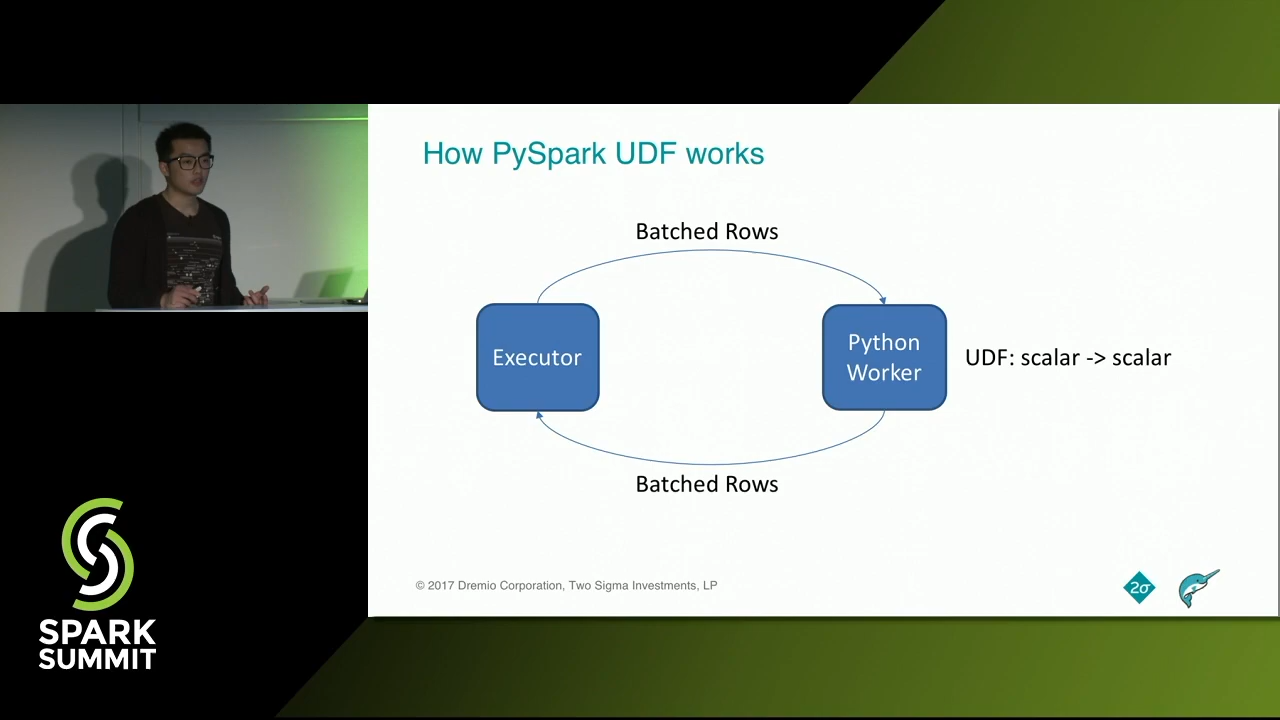 How PySpark UDF works
Batched Rows
Executor
Python
Worker
UDF: scalar -> scalar
Batched Rows
© 2017 Dremio Corporation, Two Sigma Investments, LP
2σ
SPARK
SUMMIT